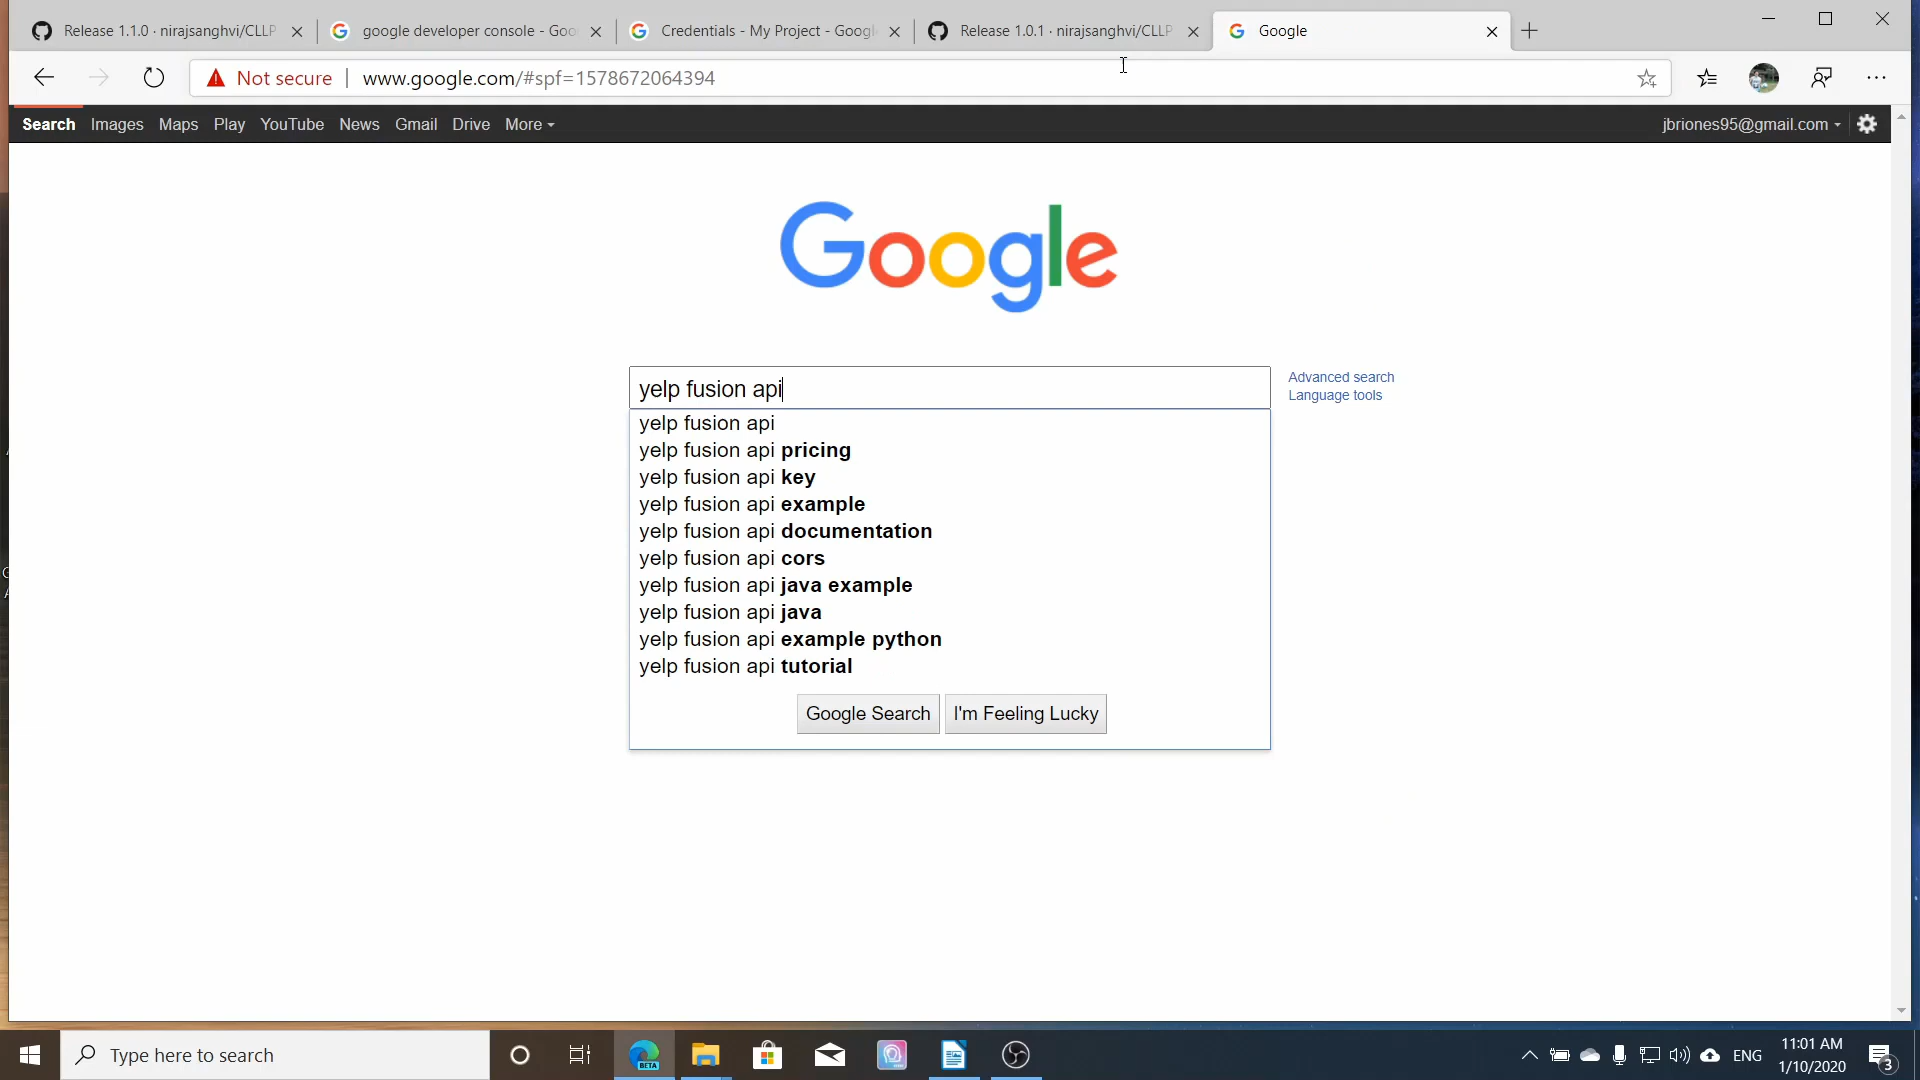 Release 1.1.0 · nirajsanghvi/CLLP
google developer console - Goo
Credentials - My Project - Googl
Release 1.0.1 · nirajsanghvi/CLLP
Google
Not secure
www.google.com/#spf=1578672064394
Search Images Maps Play YouTube News Gmail Drive More
jbriones95@gmail.com
Google
yelp fusion api
Advanced search
Language tools
yelp fusion api
yelp fusion api pricing
yelp fusion api key
yelp fusion api example
yelp fusion api documentation
yelp fusion api cors
yelp fusion api java example
yelp fusion api java
yelp fusion api example python
yelp fusion api tutorial
Google Search
I'm Feeling Lucky
Type here to search
BETA
ENG
11:01 AM
1/10/2020
3